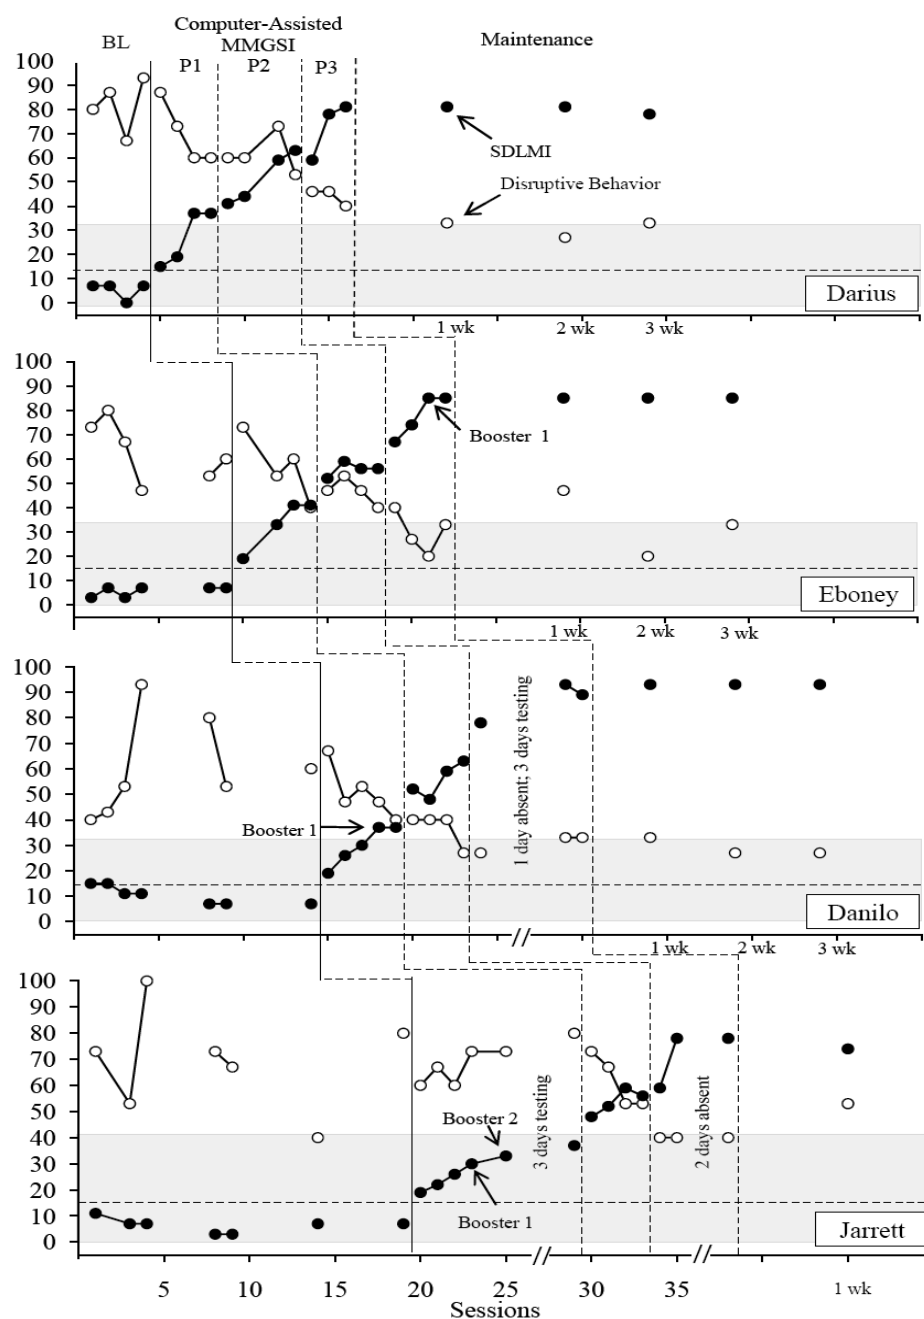 Computer-Assisted
MMGSI
BL
Maintenance
P1
P2
P3
100
90
80
70
60
50
40
30
20
10
0
SDLMI
Disruptive Behavior
Darius
1 wk
2 wk
3 wk
100
90
80
70
60
50
40
30
20
10
0
Booster 1
Eboney
1 wk
2 wk
3 wk
100
90
80
70
60
50
40
30
20
10
0
Booster 1
1 day absent; 3 days testing
Danilo
//
1 wk
2 wk
3 wk
100
90
80
70
60
50
40
30
20
10
0
Booster 2
Booster 1
3 days testing
2 days absent
Jarrett
//
//
5
10
15
20
25
30
35
1 wk
Sessions